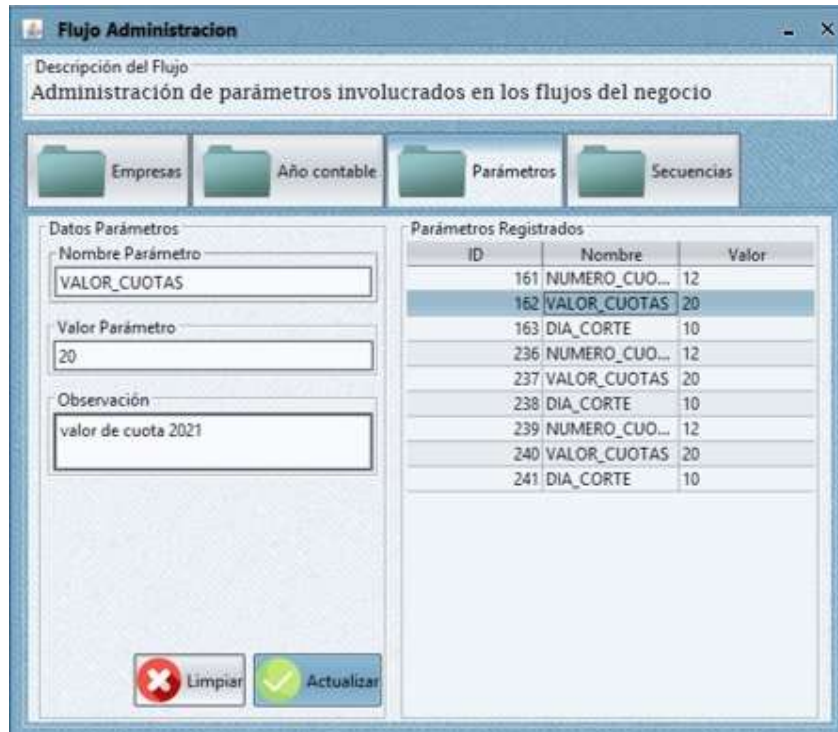 Flujo Administracion
Descripción del Flujo
Administración de parámetros involucrados en los flujos del negocio
Empresas Año contable Parámetros Secuencias
Datos Parámetros
Nombre Parámetro
VALOR_CUOTAS
Valor Parámetro
20
Observación
valor de cuota 2021
Limpiar Actualizar
Parámetros Registrados
ID Nombre Valor
161 NUMERO_CUO... 12
162 VALOR_CUOTAS 20
163 DIA_CORTE 10
236 NUMERO_CUO... 12
237 VALOR_CUOTAS 20
238 DIA_CORTE 10
239 NUMERO_CUO... 12
240 VALOR_CUOTAS 20
241 DIA_CORTE 10